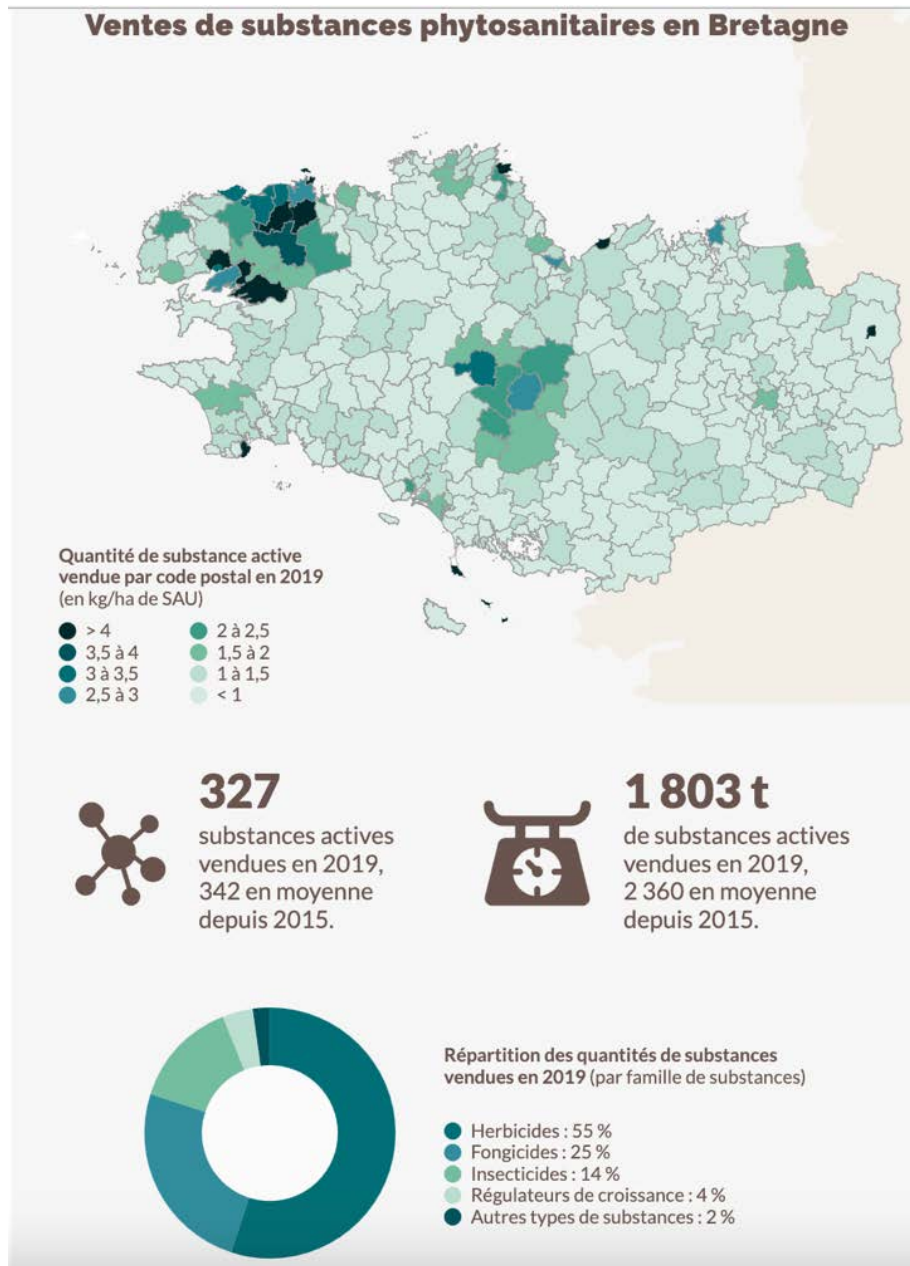 Ventes de substances phytosanitaires en Bretagne
Quantité de substance active
vendue par code postal en 2019
(en kg/ha de SAU)
> 4
3,5 à 4
3 à 3,5
2,5 à 3
2 à 2,5
1,5 à 2
1 à 1,5
< 1
327
substances actives
vendues en 2019,
342 en moyenne
depuis 2015.
1 803 t
de substances actives
vendues en 2019,
2 360 en moyenne
depuis 2015.
Répartition des quantités de substances
vendues en 2019 (par famille de substances)
Herbicides : 55 %
Fongicides : 25 %
Insecticides : 14 %
Régulateurs de croissance : 4 %
Autres types de substances : 2 %